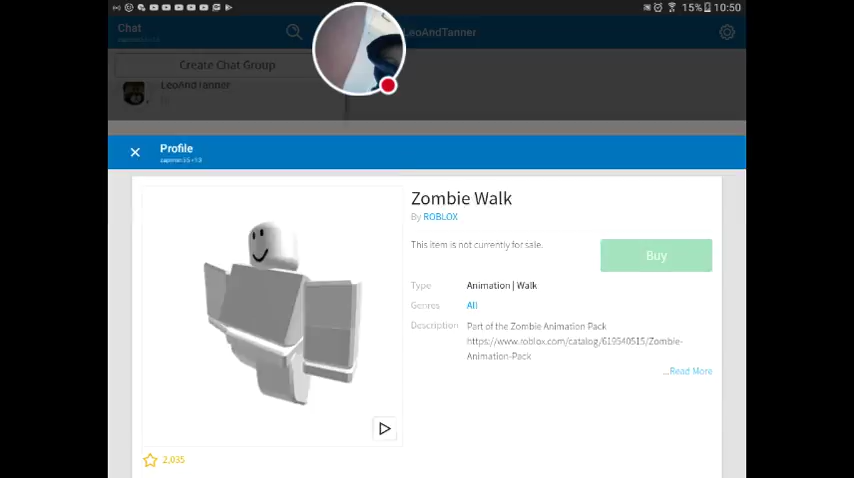 15% 10:50
Chat
LeoAndTanner
Create Chat Group
LeoAndTanner
Profile
Zombie Walk
By ROBLOX
This item is not currently for sale.
Buy
Type Animation | Walk
Genres All
Description Part of the Zombie Animation Pack
https://www.roblox.com/catalog/619540515/Zombie-
Animation-Pack
...Read More
2,035